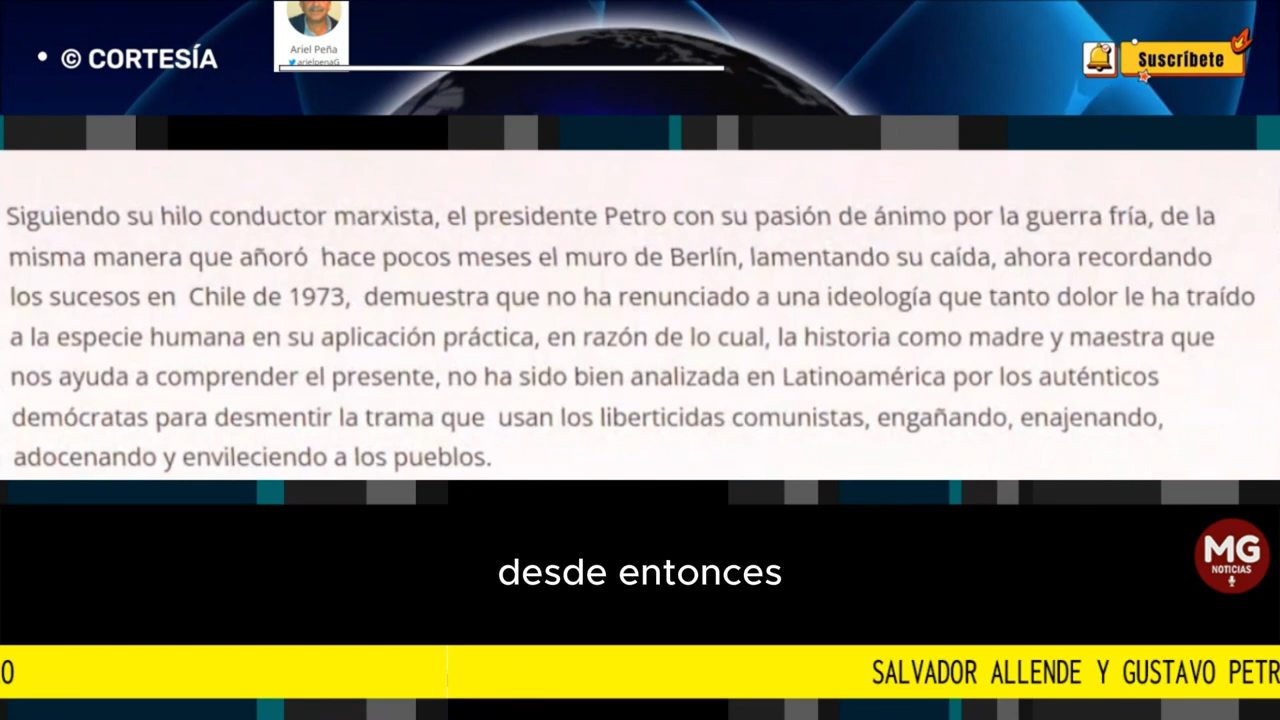 • © CORTESÍA
Ariel Peña
arielpenaG
Suscríbete
Siguiendo su hilo conductor marxista, el presidente Petro con su pasión de ánimo por la guerra fría, de la
misma manera que añoró hace pocos meses el muro de Berlín, lamentando su caída, ahora recordando
los sucesos en Chile de 1973, demuestra que no ha renunciado a una ideología que tanto dolor le ha traído
a la especie humana en su aplicación práctica, en razón de lo cual, la historia como madre y maestra que
nos ayuda a comprender el presente, no ha sido bien analizada en Latinoamérica por los auténticos
demócratas para desmentir la trama que usan los liberticidas comunistas, engañando, enajenando,
adocenando y envileciendo a los pueblos.
desde entonces
MG
NOTICIAS
O
SALVADOR ALLENDE Y GUSTAVO PETR